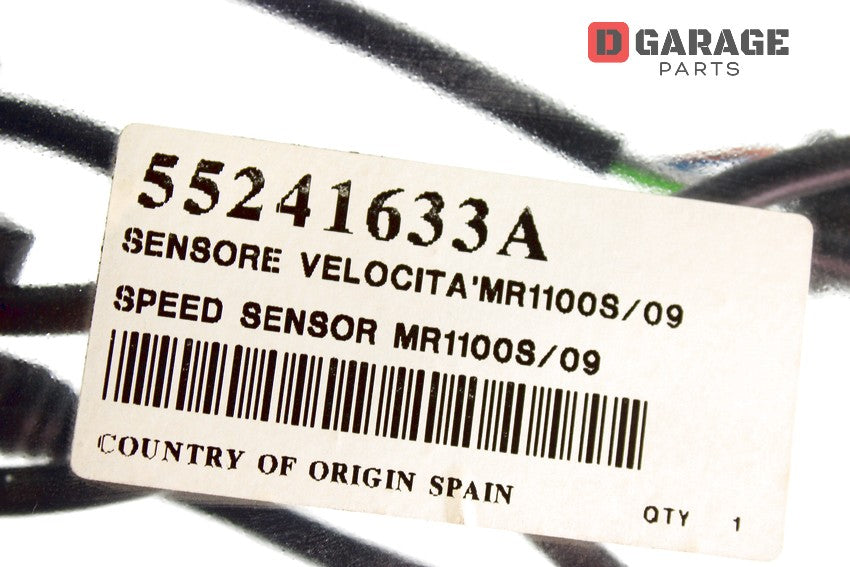 D GARAGE
PARTS
55241633A
SENSORE VELOCITA'MR1100S/09
SPEED SENSOR MR1100S/09
COUNTRY OF ORIGIN SPAIN
QTY 1